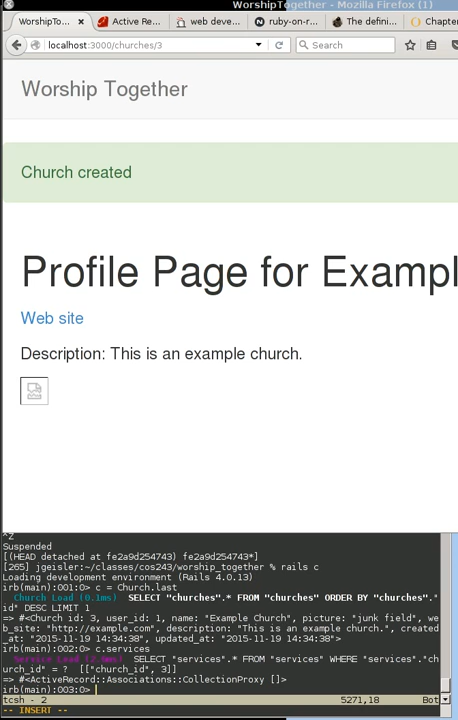 WorshipTogether - Mozilla Firefox (1)
WorshipTo... × Active Re... web deve... ruby-on-r... The defini... Chapter
localhost:3000/churches/3 Search
Worship Together
Church created
Profile Page for Exampl
Web site
Description: This is an example church.
^Z
Suspended
[(HEAD detached at fe2a9d254743) fe2a9d254743*]
[265] jgeisler:~/classes/cos243/worship_together % rails c
Loading development environment (Rails 4.0.13)
irb(main):001:0> c = Church.last
Church Load (0.1ms) SELECT "churches".* FROM "churches" ORDER BY "churches"."
id" DESC LIMIT 1
=> #<Church id: 3, user_id: 1, name: "Example Church", picture: "junk field", we
b_site: "http://example.com", description: "This is an example church.", created
_at: "2015-11-19 14:34:38", updated_at: "2015-11-19 14:34:38">
irb(main):002:0> c.services
Service Load SELECT "services".* FROM "services" WHERE "services"."ch
urch_id" = ? [["church_id", 3]]
=> #<ActiveRecord::Associations::CollectionProxy []>
irb(main):003:0>
tcsh - 2 5271,18 Bot
-- INSERT --